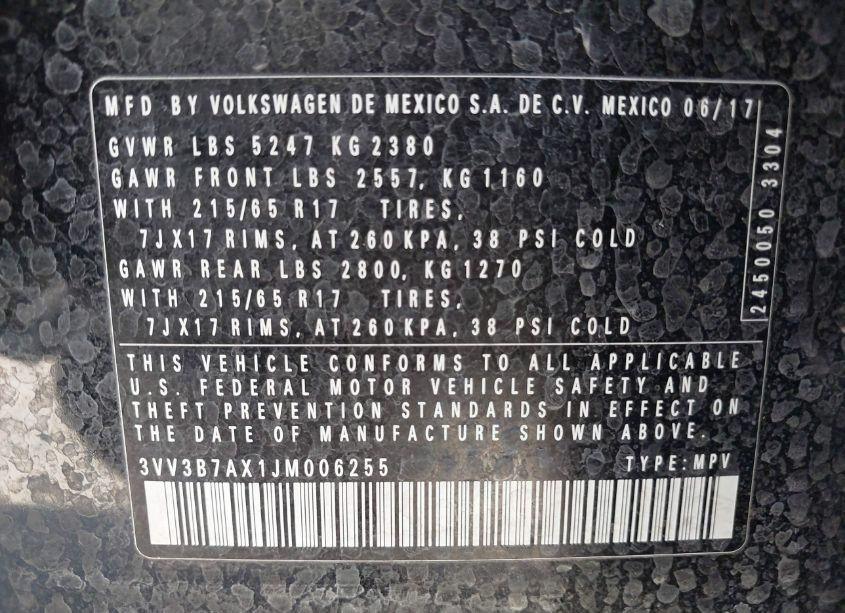 MFD BY VOLKSWAGEN DE MEXICO S.A. DE C.V. MEXICO 06/17
GVWR LBS 5247 KG 2380
GAWR FRONT LBS 2557, KG 1160
WITH 215/65 R17 TIRES,
7JX17 RIMS, AT 260 KPA, 38 PSI COLD
GAWR REAR LBS 2800, KG 1270
WITH 215/65 R17 TIRES,
7JX17 RIMS, AT 260 KPA, 38 PSI COLD
2450050 3304
THIS VEHICLE CONFORMS TO ALL APPLICABLE
U.S. FEDERAL MOTOR VEHICLE SAFETY AND
THEFT PREVENTION STANDARDS IN EFFECT ON
THE DATE OF MANUFACTURE SHOWN ABOVE.
3VV3B7AX1JM006255 TYPE: MPV